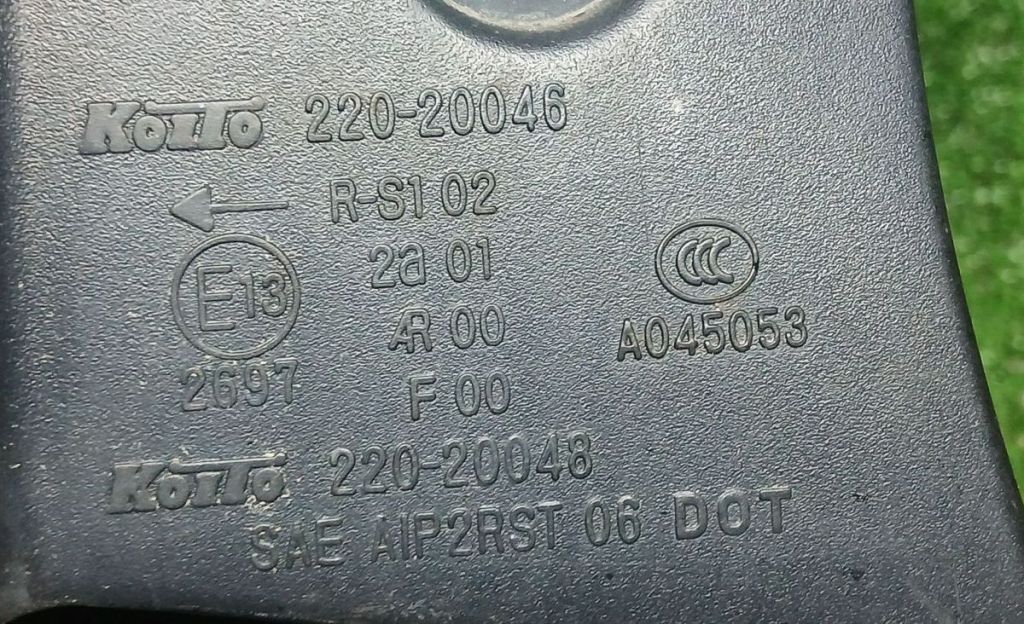 KOITO 220-20046
← R-S1 02
2a 01
E13
AR 00
CCC
A045053
2697
F 00
KOITO 220-20048
SAE AIP2RST 06 DOT